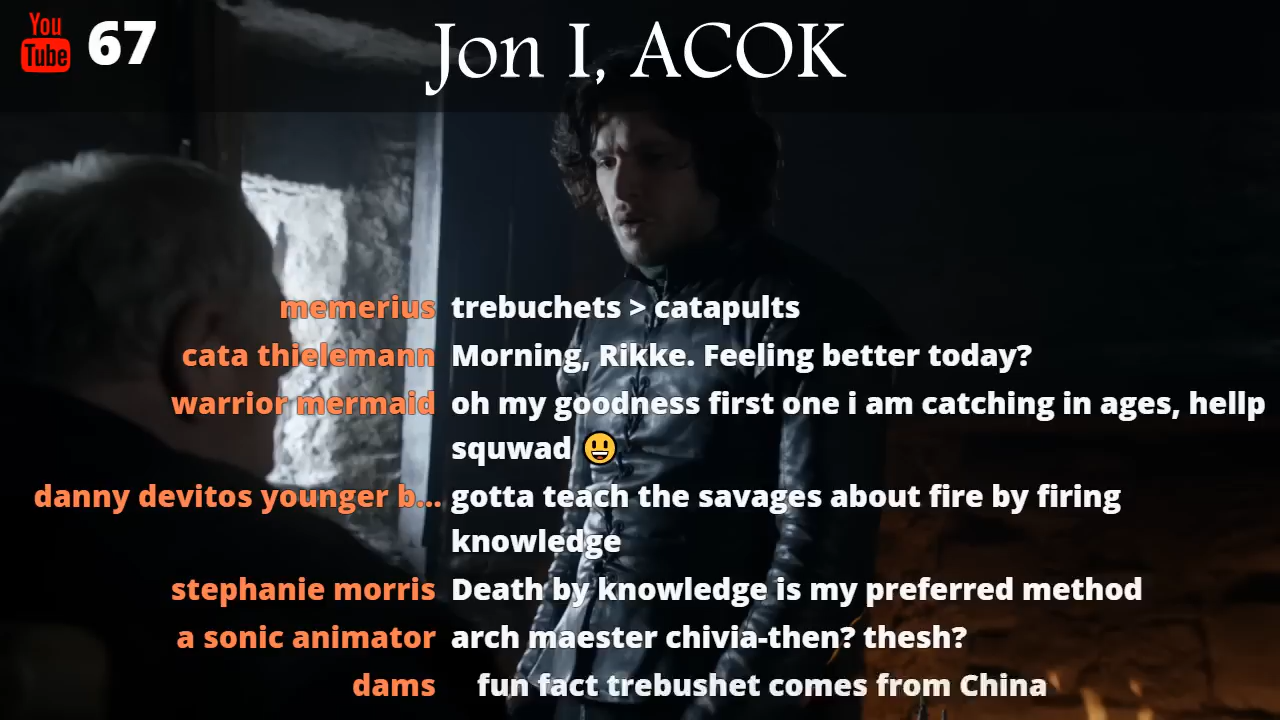 You
Tube 67
Jon I, ACOK
memerius trebuchets > catapults
cata thielemann Morning, Rikke. Feeling better today?
warrior mermaid oh my goodness first one i am catching in ages, hellp
squwad 😃
danny devitos younger b... gotta teach the savages about fire by firing
knowledge
stephanie morris Death by knowledge is my preferred method
a sonic animator arch maester chivia-then? thesh?
dams fun fact trebushet comes from China